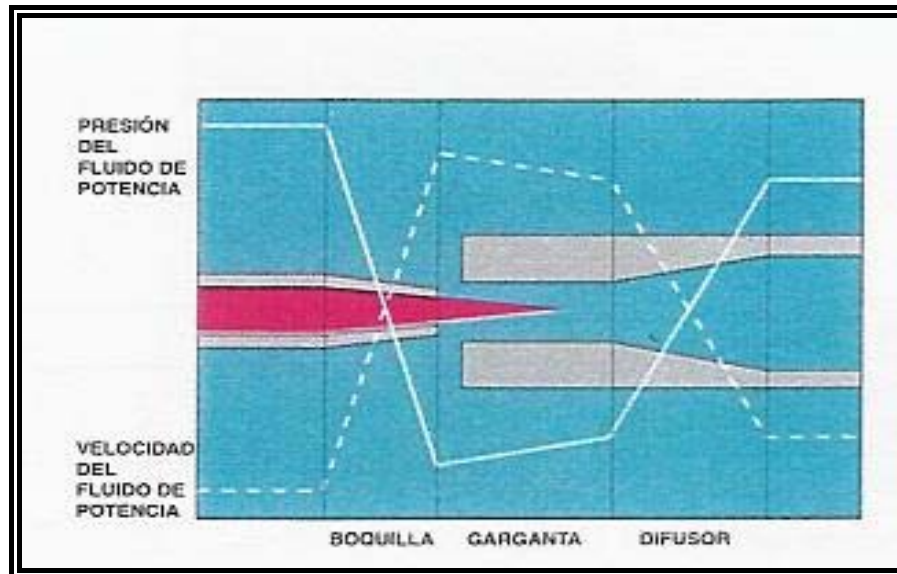 PRESIÓN
DEL
FLUIDO DE
POTENCIA
VELOCIDAD
DEL
FLUIDO DE
POTENCIA
BOQUILLA GARGANTA DIFUSOR